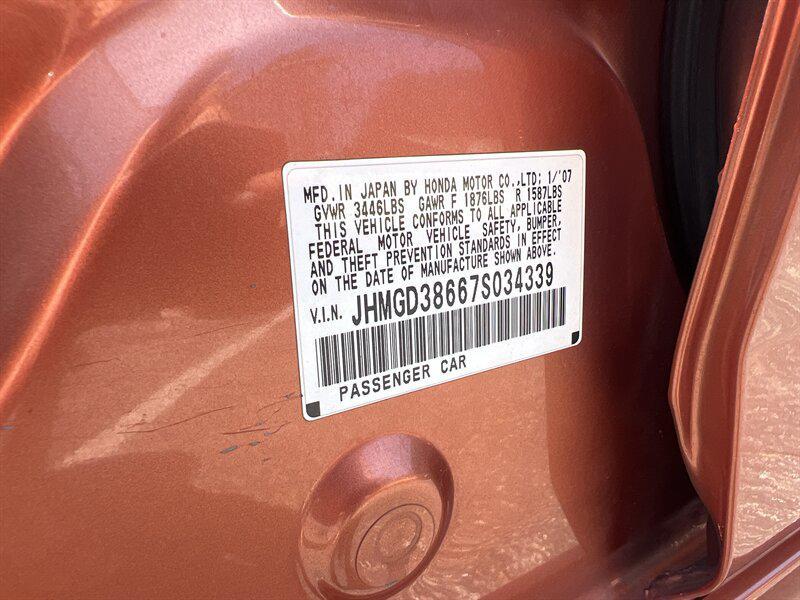 MFD. IN JAPAN BY HONDA MOTOR CO.,LTD: 1/'07
GVWR 3446LBS GAWR F 1876LBS R 1587LBS
THIS VEHICLE CONFORMS TO ALL APPLICABLE
FEDERAL MOTOR VEHICLE SAFETY, BUMPER,
AND THEFT PREVENTION STANDARDS IN EFFECT
ON THE DATE OF MANUFACTURE SHOWN ABOVE.
V.I.N. JHMGD38667S034339
PASSENGER CAR